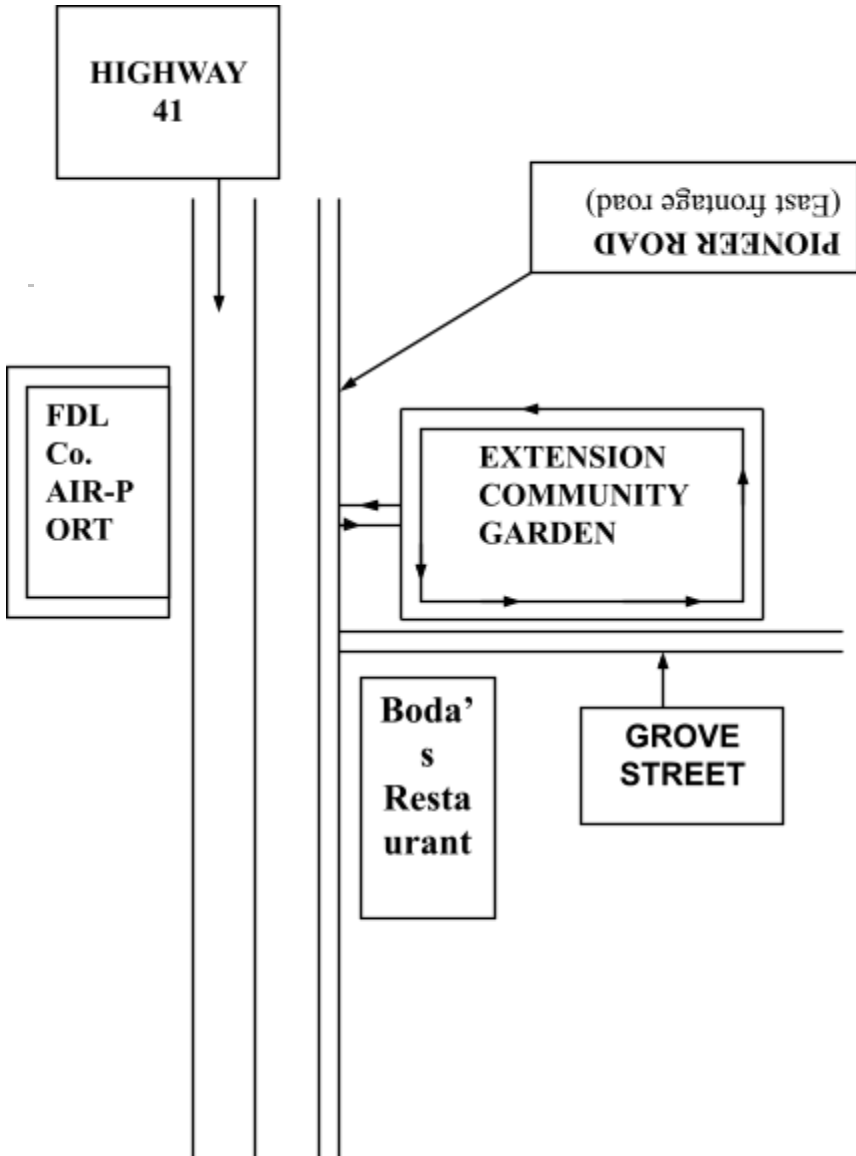 HIGHWAY
41
PIONEER ROAD
(East frontage road)
FDL
Co.
AIR-P
ORT
EXTENSION
COMMUNITY
GARDEN
Boda’
s
Resta
urant
GROVE
STREET